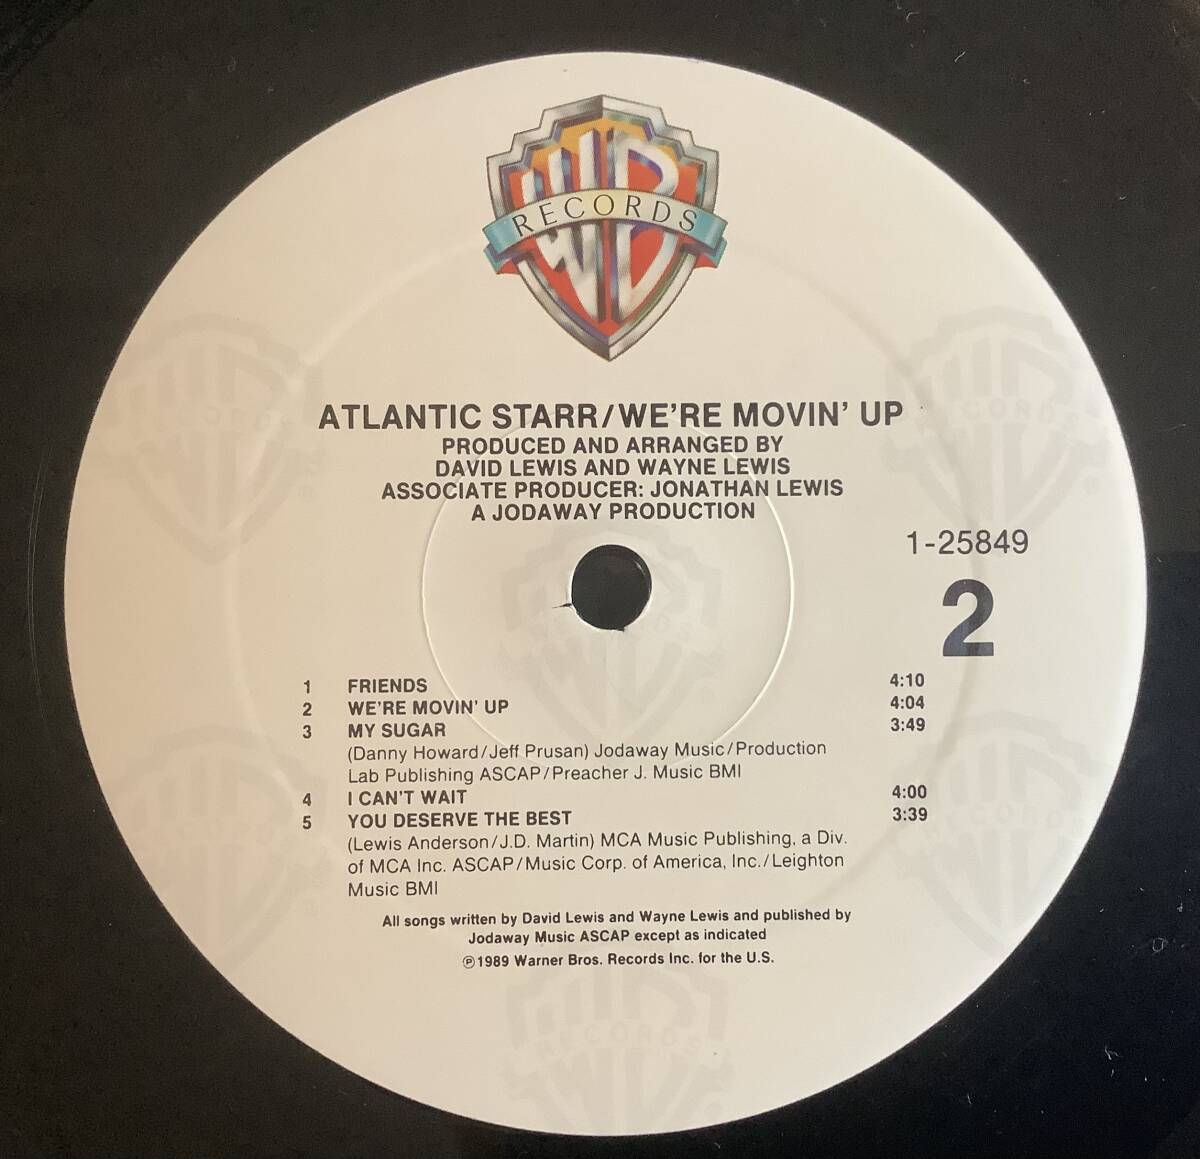 WB
RECORDS
ATLANTIC STARR/WE'RE MOVIN' UP
PRODUCED AND ARRANGED BY
DAVID LEWIS AND WAYNE LEWIS
ASSOCIATE PRODUCER: JONATHAN LEWIS
A JODAWAY PRODUCTION
1-25849
2
1 FRIENDS 4:10
2 WE'RE MOVIN' UP 4:04
3 MY SUGAR 3:49
(Danny Howard/Jeff Prusan) Jodaway Music/Production
Lab Publishing ASCAP/Preacher J. Music BMI
4 I CAN'T WAIT 4:00
5 YOU DESERVE THE BEST 3:39
(Lewis Anderson/J.D. Martin) MCA Music Publishing, a Div.
of MCA Inc. ASCAP/Music Corp. of America, Inc./Leighton
Music BMI
All songs written by David Lewis and Wayne Lewis and published by
Jodaway Music ASCAP except as indicated
℗1989 Warner Bros. Records Inc. for the U.S.